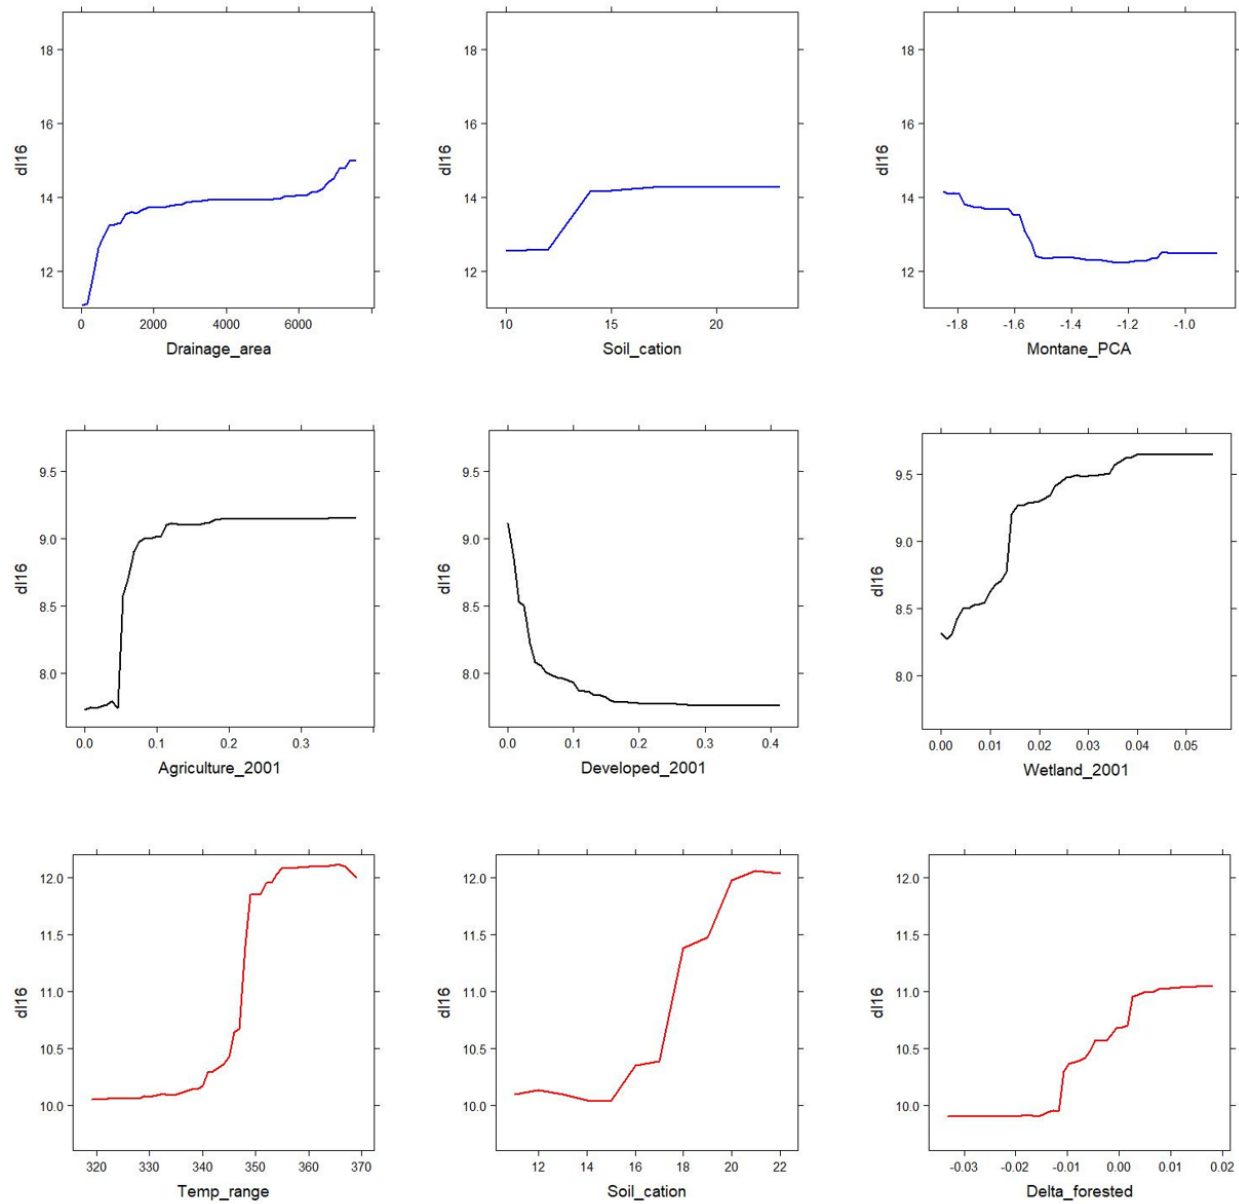 18
16
14
12
dl16
0 2000 4000 6000
Drainage_area
18
16
14
12
dl16
10 15 20
Soil_cation
18
16
14
12
dl16
-1.8 -1.6 -1.4 -1.2 -1.0
Montane_PCA
9.5
9.0
8.5
8.0
dl16
0.0 0.1 0.2 0.3
Agriculture_2001
9.5
9.0
8.5
8.0
dl16
0.0 0.1 0.2 0.3 0.4
Developed_2001
9.5
9.0
8.5
8.0
dl16
0.00 0.01 0.02 0.03 0.04 0.05
Wetland_2001
12.0
11.5
11.0
10.5
10.0
dl16
320 330 340 350 360 370
Temp_range
12.0
11.5
11.0
10.5
10.0
dl16
12 14 16 18 20 22
Soil_cation
12.0
11.5
11.0
10.5
10.0
dl16
-0.03 -0.02 -0.01 0.00 0.01 0.02
Delta_forested